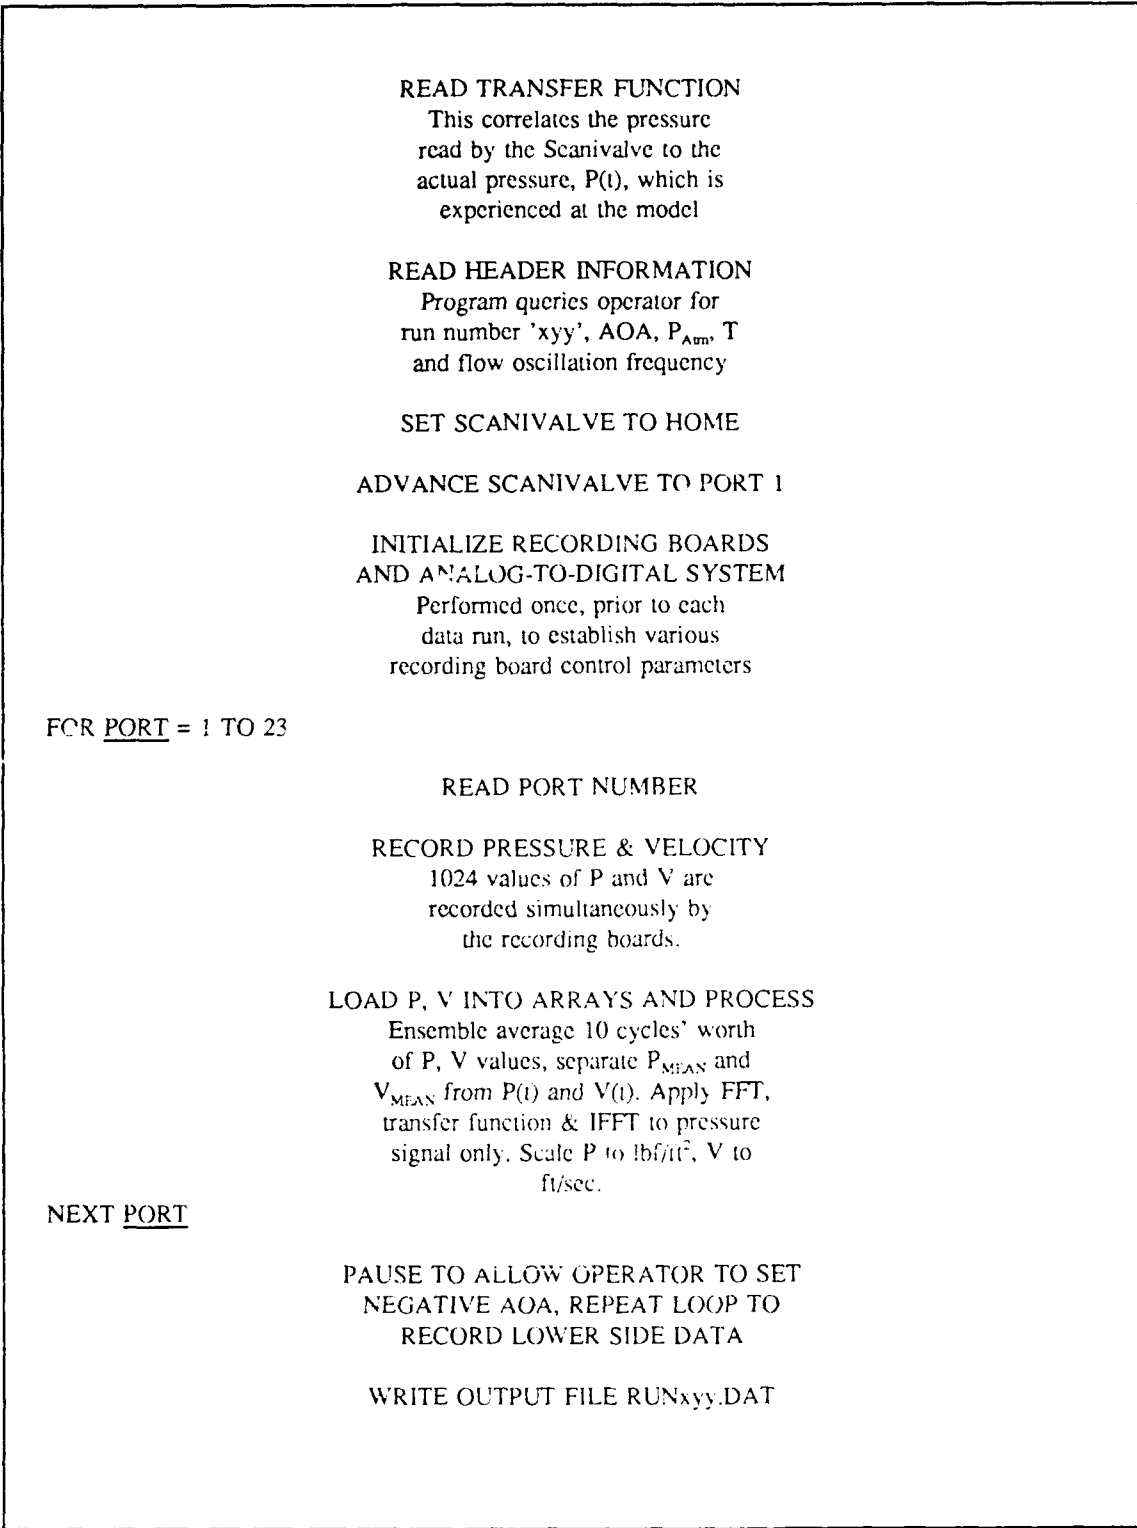 READ TRANSFER FUNCTION
This correlates the pressure
read by the Scanivalve to the
actual pressure, P(t), which is
experienced at the model
READ HEADER INFORMATION
Program queries operator for
run number 'xyy', AOA, P_Atm, T
and flow oscillation frequency
SET SCANIVALVE TO HOME
ADVANCE SCANIVALVE TO PORT 1
INITIALIZE RECORDING BOARDS
AND ANALOG-TO-DIGITAL SYSTEM
Performed once, prior to each
data run, to establish various
recording board control parameters
FOR PORT = 1 TO 23
READ PORT NUMBER
RECORD PRESSURE & VELOCITY
1024 values of P and V are
recorded simultaneously by
the recording boards.
LOAD P, V INTO ARRAYS AND PROCESS
Ensemble average 10 cycles' worth
of P, V values, separate P_MEAN and
V_MEAN from P(t) and V(t). Apply FFT,
transfer function & IFFT to pressure
signal only. Scale P to lbf/ft², V to
ft/sec.
NEXT PORT
PAUSE TO ALLOW OPERATOR TO SET
NEGATIVE AOA, REPEAT LOOP TO
RECORD LOWER SIDE DATA
WRITE OUTPUT FILE RUNxyy.DAT